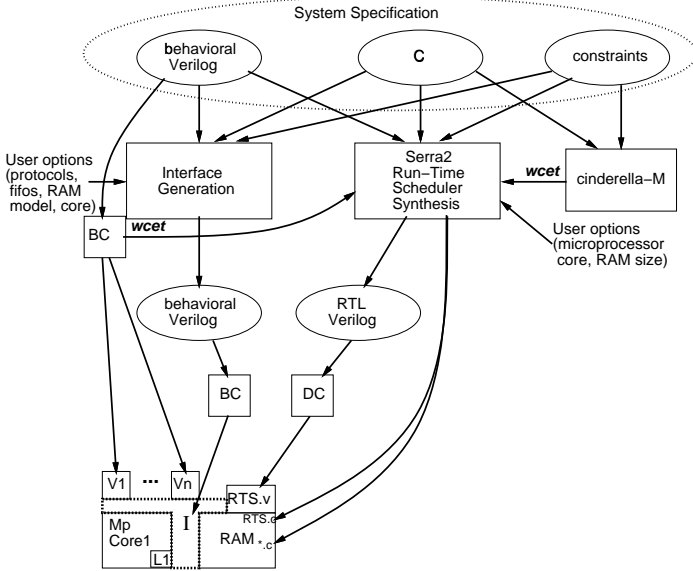 System Specification
behavioral
Verilog
C
constraints
User options
(protocols,
fifos, RAM
model, core)
Interface
Generation
Serra2
Run-Time
Scheduler
Synthesis
wcet
cinderella-M
BC
wcet
User options
(microprocessor
core, RAM size)
behavioral
Verilog
RTL
Verilog
BC
DC
V1
...
Vn
RTS.v
I
RTS.c
Mp
Core1
RAM
*.c
L1